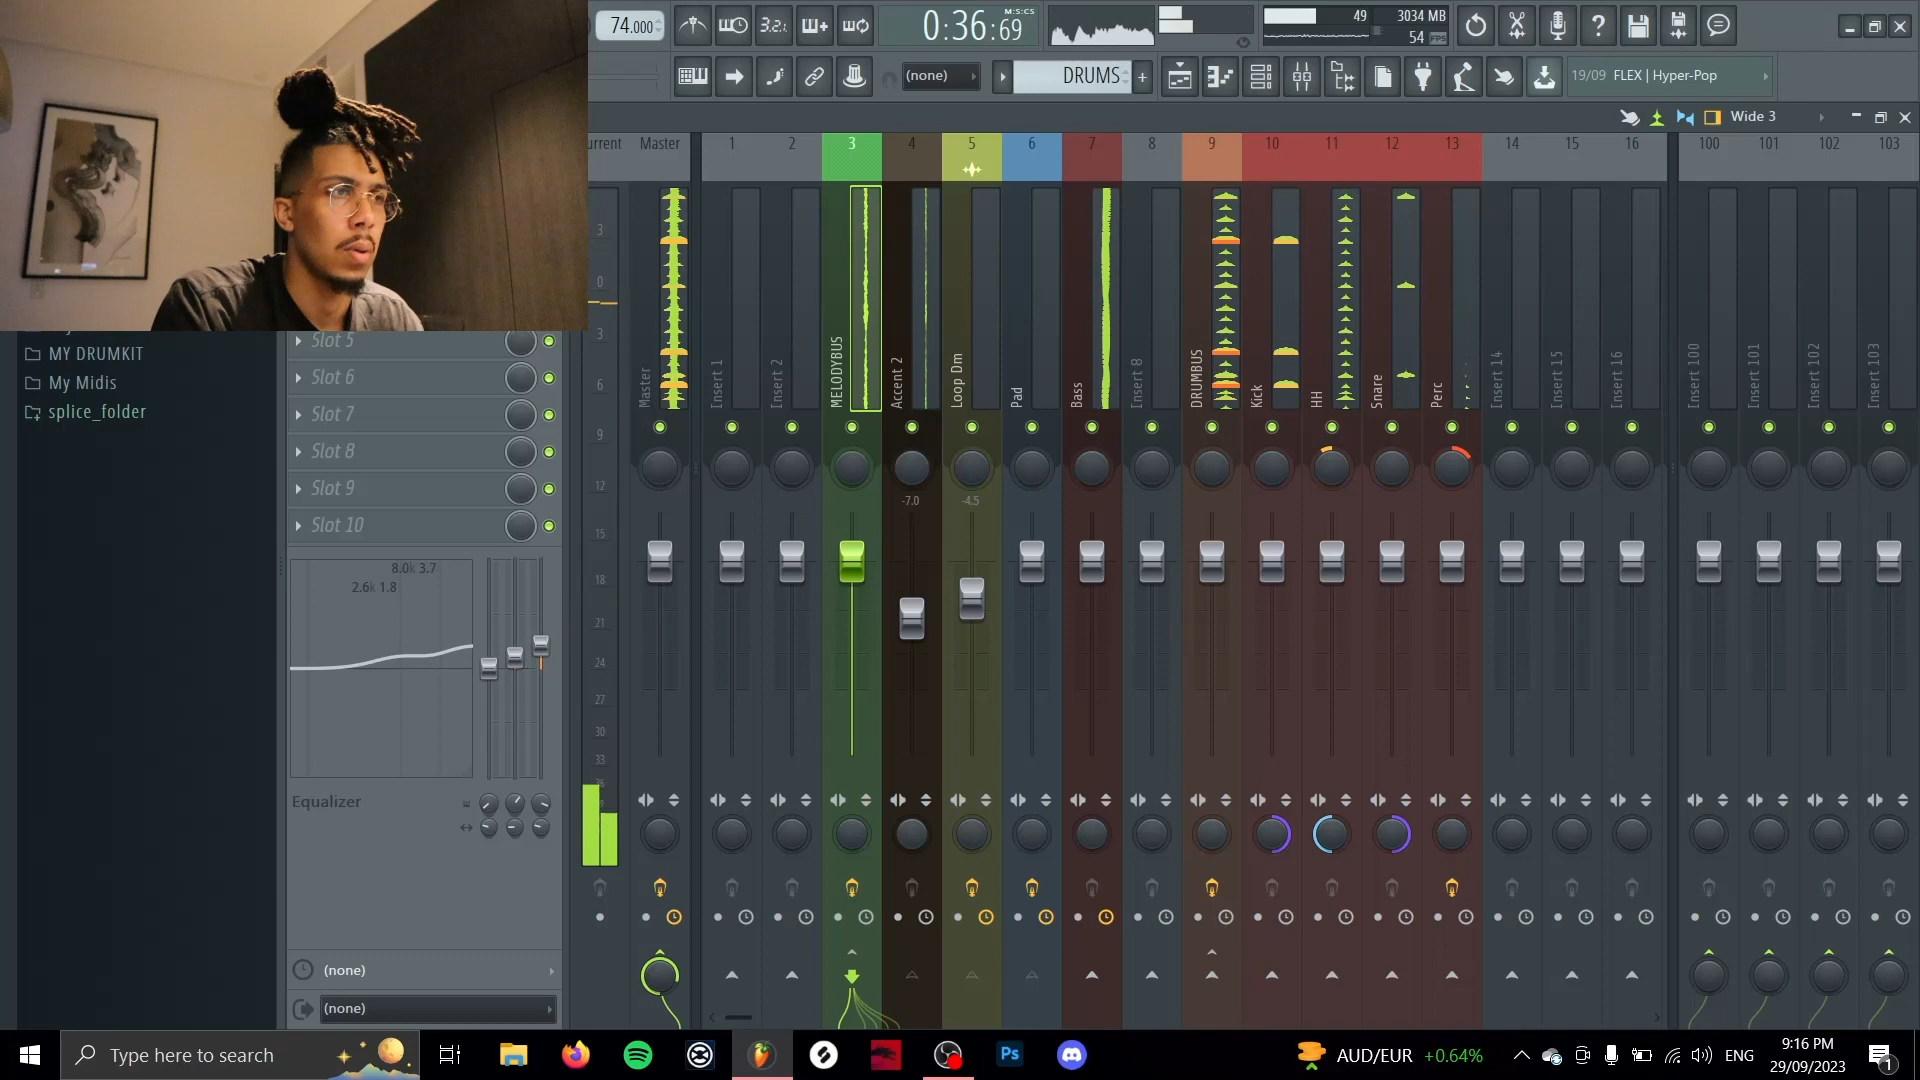 74.000
3.2.1
0:36:69
M:S:CS
49
3034 MB
54
FPS
(none)
DRUMS
+
19/09 FLEX | Hyper-Pop
Wide 3
MY DRUMKIT
My Midis
splice_folder
Slot 5
Slot 6
Slot 7
Slot 8
Slot 9
Slot 10
8.0k 3.7
2.6k 1.8
Equalizer
(none)
(none)
urrent
Master
1
2
3
4
5
6
7
8
9
10
11
12
13
14
15
16
100
101
102
103
3
0
3
6
9
12
15
18
21
24
27
30
33
Master
Insert 1
Insert 2
MELODYBUS
Accent 2
Loop Dm
Pad
Bass
Insert 8
DRUMBUS
Kick
HH
Snare
Perc
Insert 14
Insert 15
Insert 16
Insert 100
Insert 101
Insert 102
Insert 103
-7.0
-4.5
Type here to search
Ps
AUD/EUR +0.64%
ENG
9:16 PM
29/09/2023
1